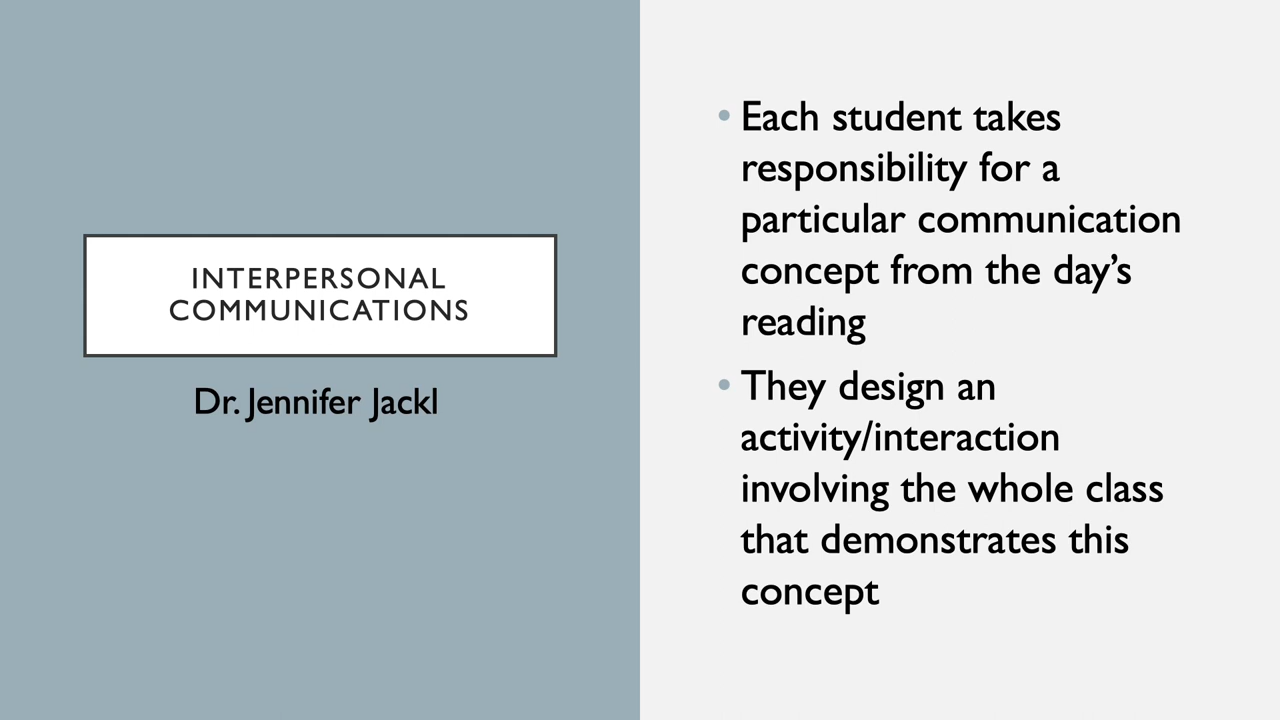 INTERPERSONAL
COMMUNICATIONS
Dr. Jennifer Jackl
• Each student takes
responsibility for a
particular communication
concept from the day’s
reading
• They design an
activity/interaction
involving the whole class
that demonstrates this
concept